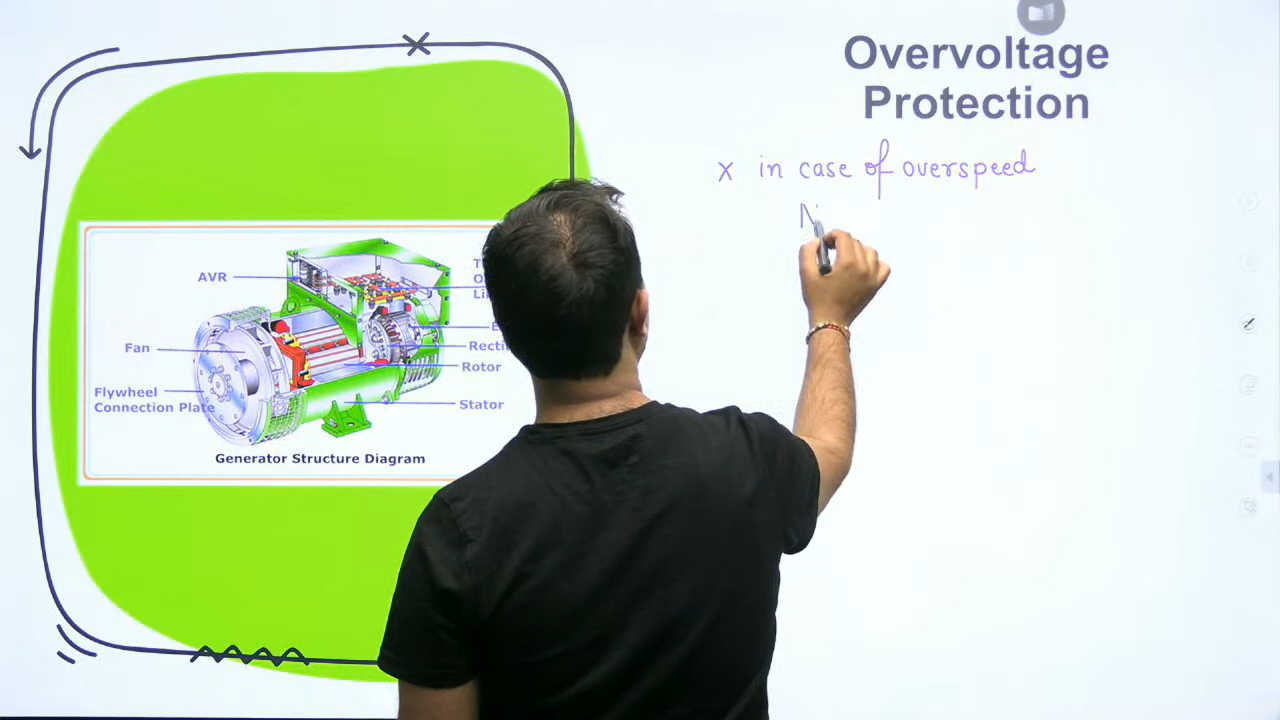 Overvoltage
Protection
x in case of overspeed
N
AVR
Fan
Rotor
Flywheel
Connection Plate
Stator
Generator Structure Diagram